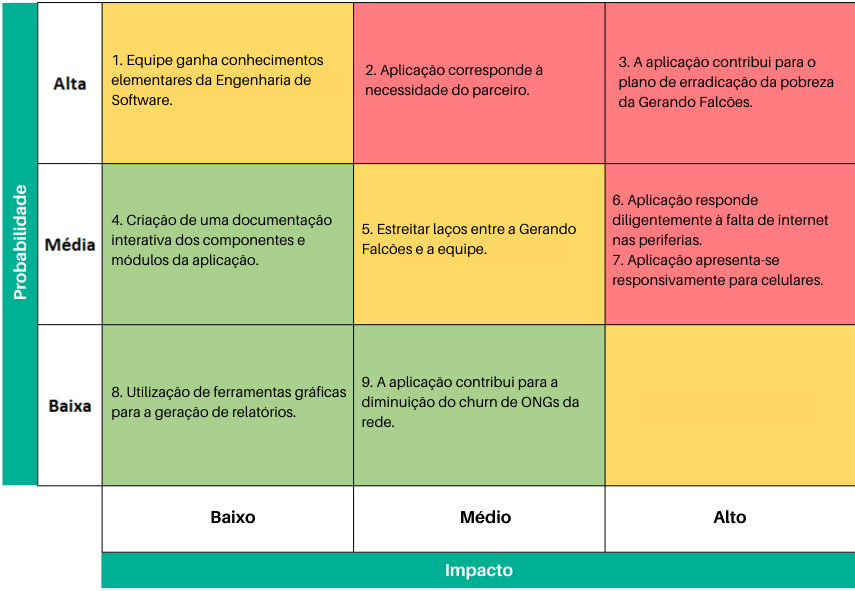 Probabilidade
Alta
1. Equipe ganha conhecimentos
elementares da Engenharia de
Software.
2. Aplicação corresponde à
necessidade do parceiro.
3. A aplicação contribui para o
plano de erradicação da pobreza
da Gerando Falcões.
Média
4. Criação de uma documentação
interativa dos componentes e
módulos da aplicação.
5. Estreitar laços entre a Gerando
Falcões e a equipe.
6. Aplicação responde
diligentemente à falta de internet
nas periferias.
7. Aplicação apresenta-se
responsivamente para celulares.
Baixa
8. Utilização de ferramentas gráficas
para a geração de relatórios.
9. A aplicação contribui para a
diminuição do churn de ONGs da
rede.
Baixo
Médio
Alto
Impacto